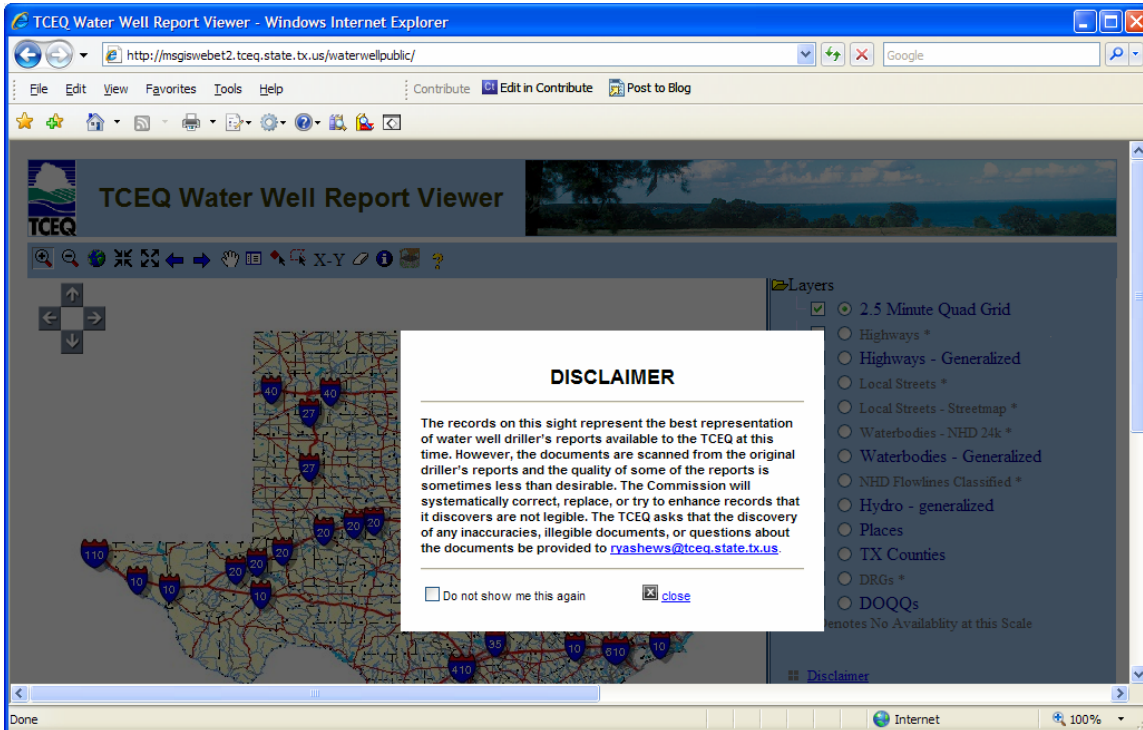 TCEQ Water Well Report Viewer - Windows Internet Explorer
http://msgiswebet2.tceq.state.tx.us/waterwellpublic/
Google
File Edit View Favorites Tools Help
Contribute Edit in Contribute Post to Blog
TCEQ
TCEQ Water Well Report Viewer
X-Y
Layers
2.5 Minute Quad Grid
Highways *
Highways - Generalized
Local Streets *
Local Streets - Streetmap *
Waterbodies - NHD 24k *
Waterbodies - Generalized
NHD Flowlines Classified *
Hydro - generalized
Places
TX Counties
DRGs *
DOQQs
enotes No Availablity at this Scale
Disclaimer
40
40
27
27
20
20
20
20
20
20
110
10
10
10
35
10
610
10
410
DISCLAIMER
The records on this sight represent the best representation
of water well driller's reports available to the TCEQ at this
time. However, the documents are scanned from the original
driller's reports and the quality of some of the reports is
sometimes less than desirable. The Commission will
systematically correct, replace, or try to enhance records that
it discovers are not legible. The TCEQ asks that the discovery
of any inaccuracies, illegible documents, or questions about
the documents be provided to ryashews@tceq.state.tx.us.
Do not show me this again
close
Done
Internet
100%